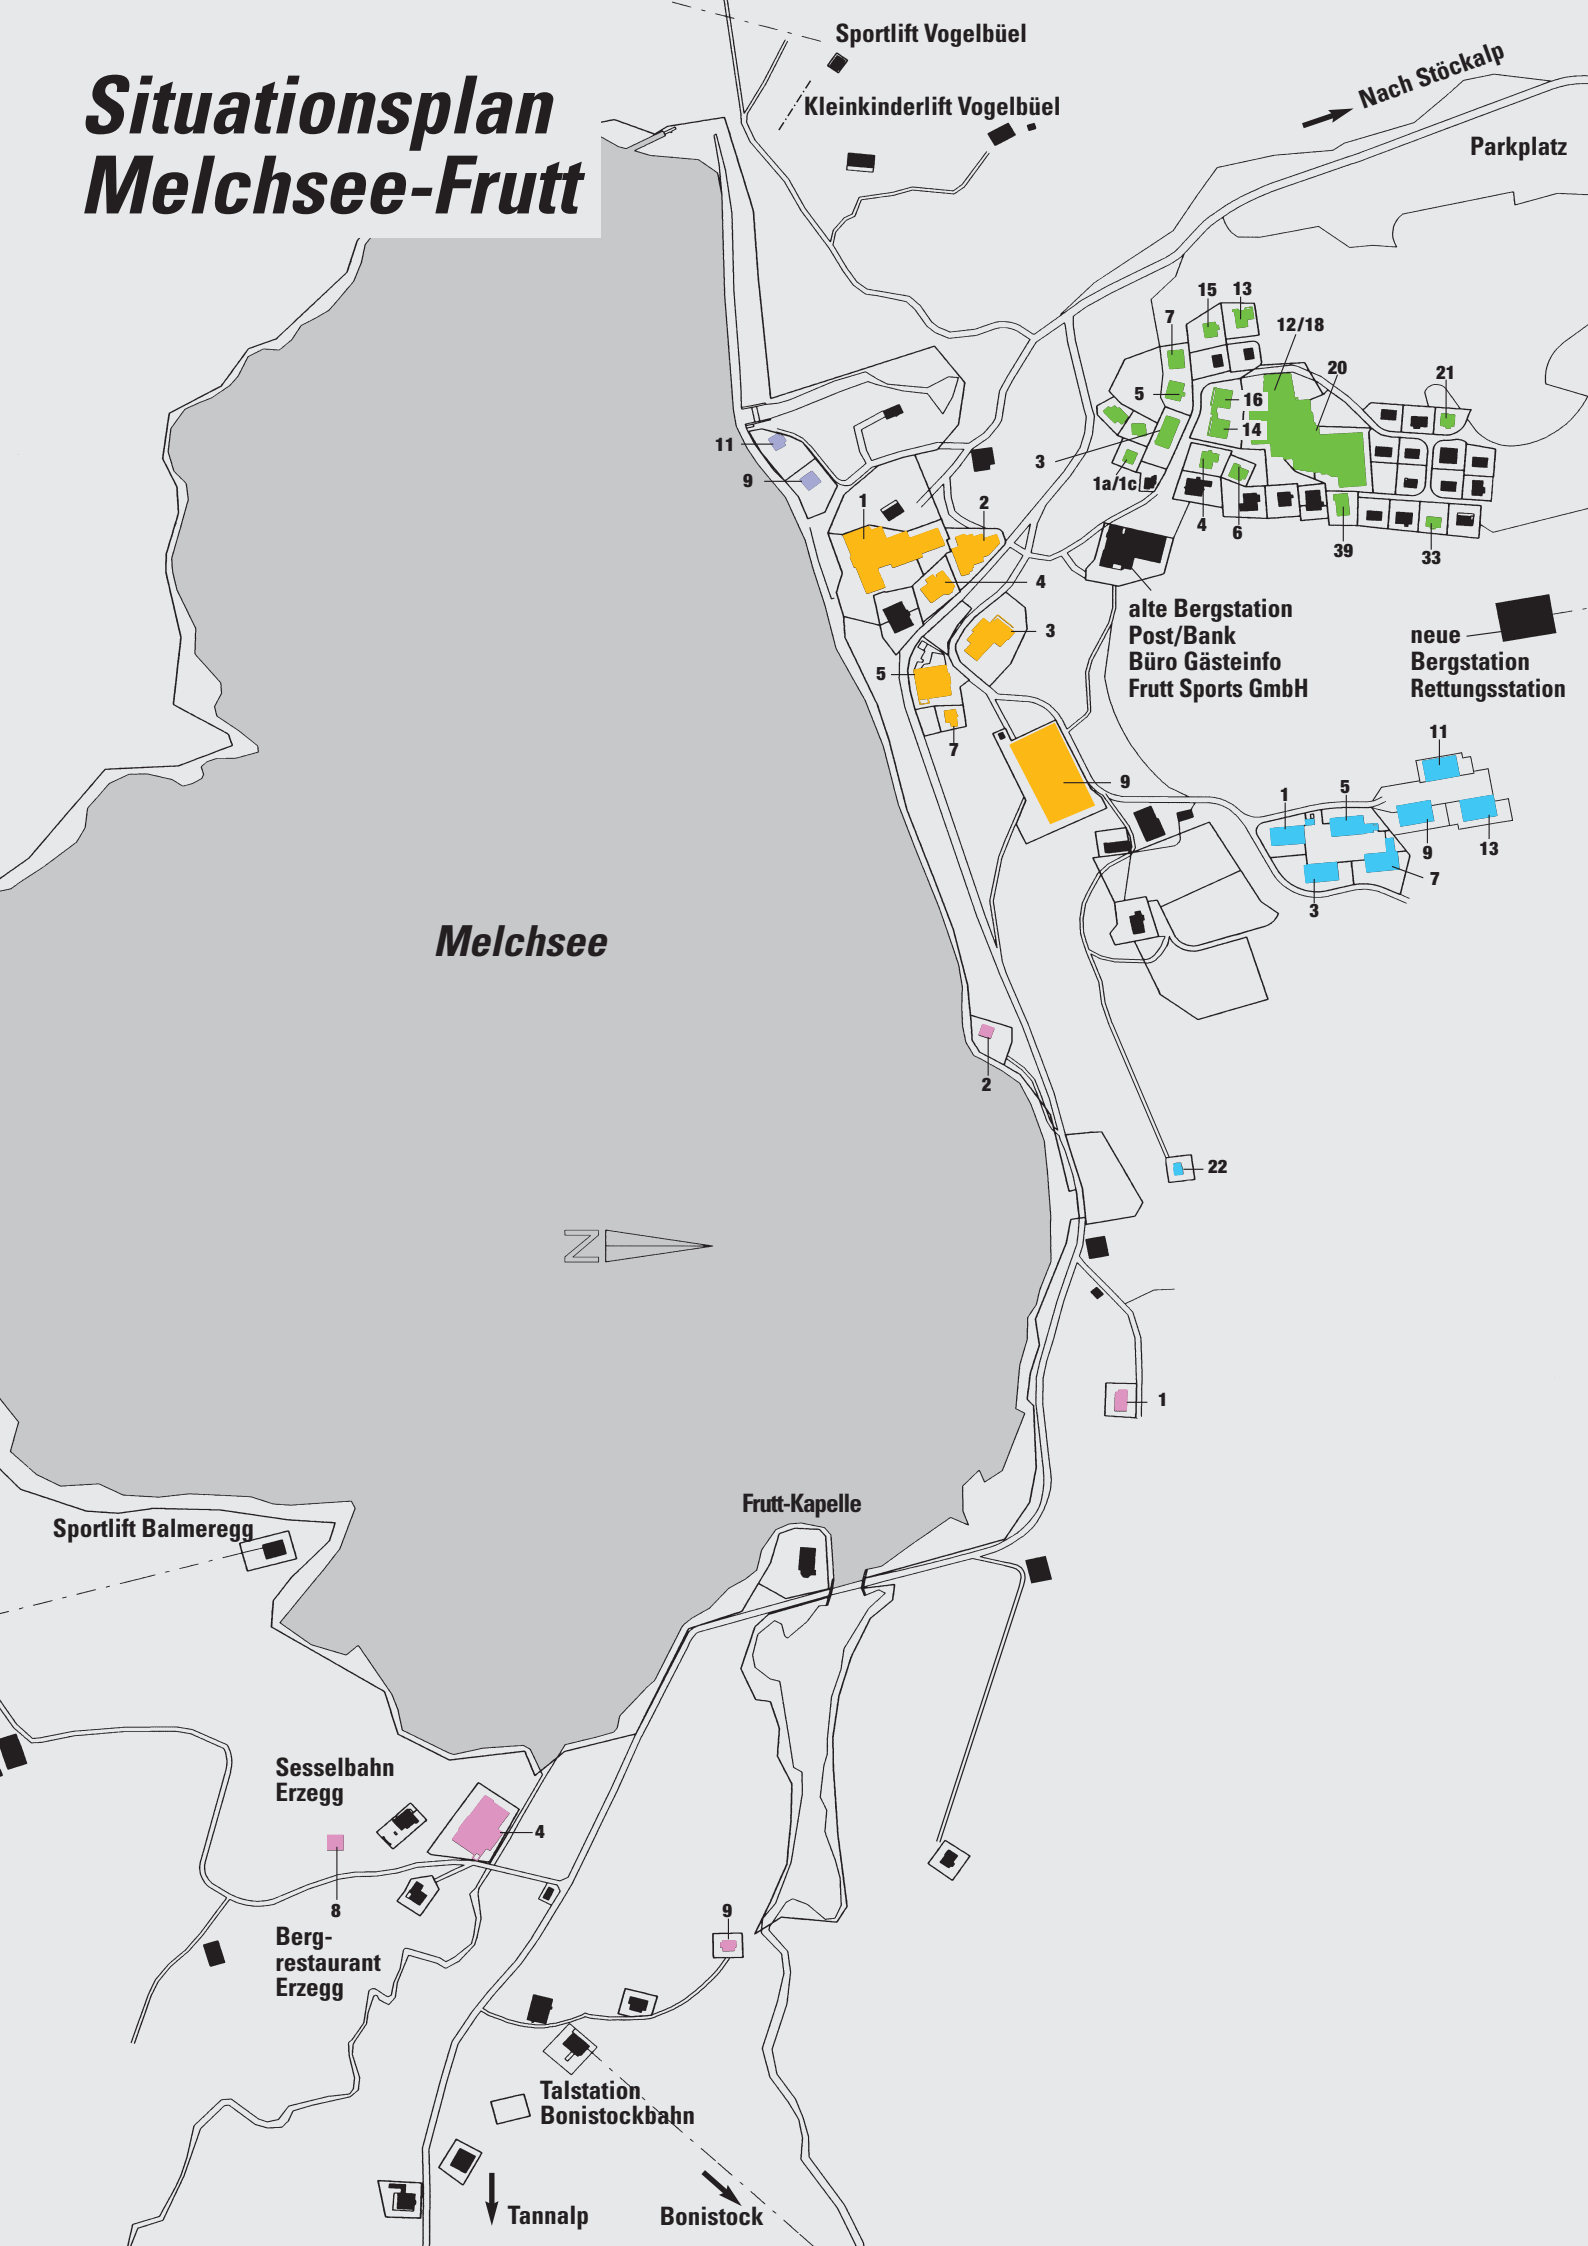 Situationsplan
Melchsee-Frutt
Sportlift Vogelbüel
Kleinkinderlift Vogelbüel
Nach Stöckalp
Parkplatz
15
13
7
12/18
20
21
5
16
14
3
1a/1c
4
6
39
33
11
9
1
2
4
3
5
7
9
alte Bergstation
Post/Bank
Büro Gästeinfo
Frutt Sports GmbH
neue
Bergstation
Rettungsstation
11
1
5
9
13
7
3
Melchsee
2
22
N
1
Frutt-Kapelle
Sportlift Balmeregg
Sesselbahn
Erzegg
4
8
9
Berg-
restaurant
Erzegg
Talstation
Bonistockbahn
Tannalp
Bonistock